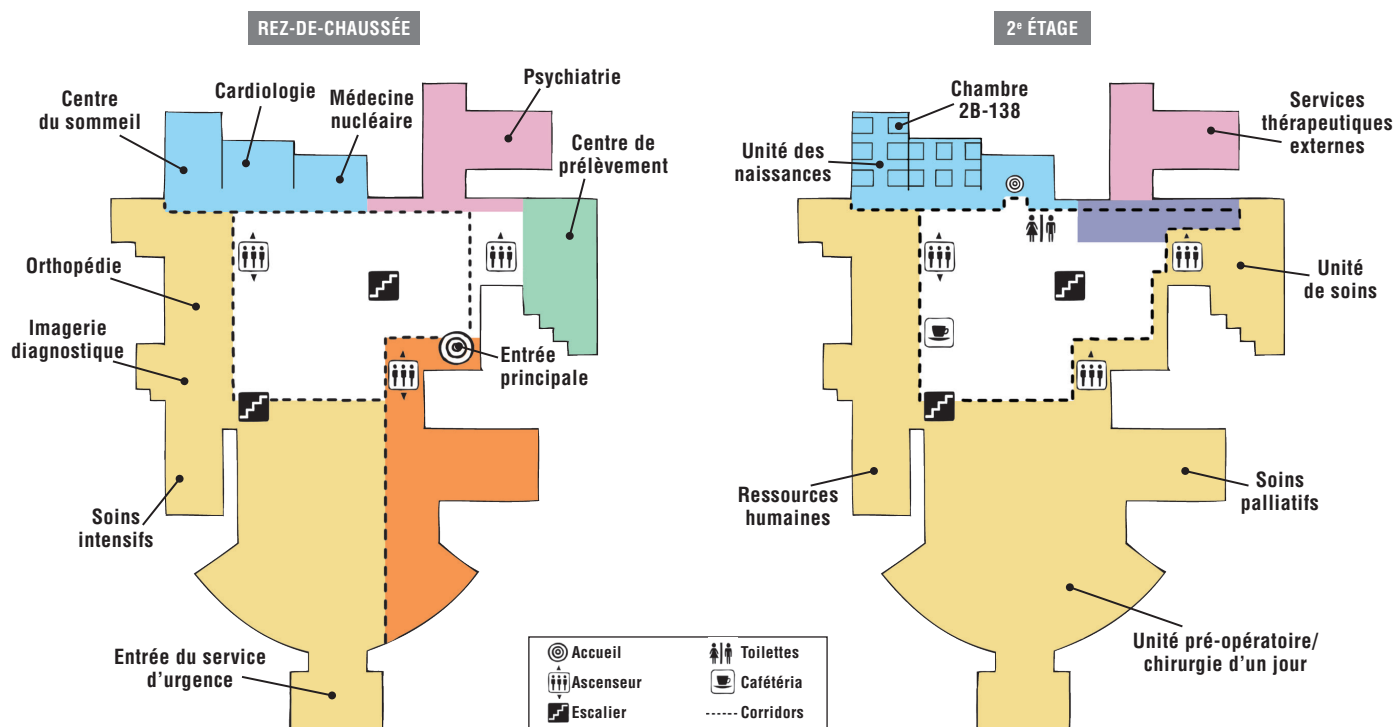 REZ-DE-CHAUSSÉE
Centre
du sommeil
Cardiologie
Médecine
nucléaire
Psychiatrie
Centre de
prélèvement
Orthopédie
Imagerie
diagnostique
Entrée
principale
Soins
intensifs
Entrée du service
d'urgence
2e ÉTAGE
Chambre
2B-138
Unité des
naissances
Services
thérapeutiques
externes
Unité
de soins
Ressources
humaines
Soins
palliatifs
Unité pré-opératoire/
chirurgie d'un jour
Accueil
Toilettes
Ascenseur
Cafétéria
Escalier
Corridors